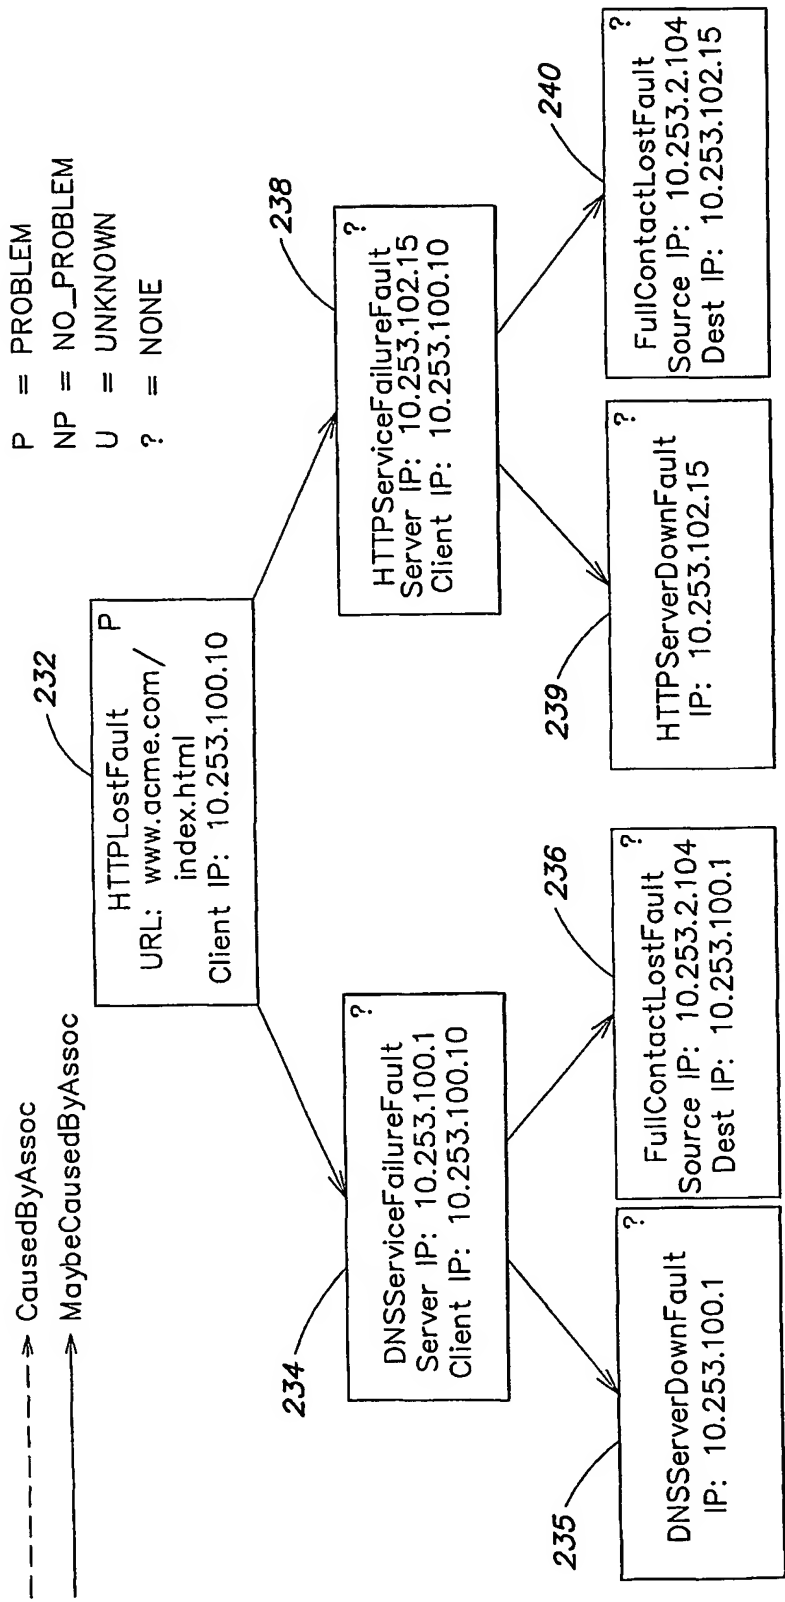 CausedByAssoc
MaybeCausedByAssoc
P = PROBLEM
NP = NO_PROBLEM
U = UNKNOWN
? = NONE
232
HTTPLostFault P
URL: www.acme.com/
index.html
Client IP: 10.253.100.10
234
?
DNSServiceFailureFault
Server IP: 10.253.100.1
Client IP: 10.253.100.10
238
?
HTTPServiceFailureFault
Server IP: 10.253.102.15
Client IP: 10.253.100.10
235
?
DNSServerDownFault
IP: 10.253.100.1
236
?
FullContactLostFault
Source IP: 10.253.2.104
Dest IP: 10.253.100.1
239
?
HTTPServerDownFault
IP: 10.253.102.15
240
?
FullContactLostFault
Source IP: 10.253.2.104
Dest IP: 10.253.102.15